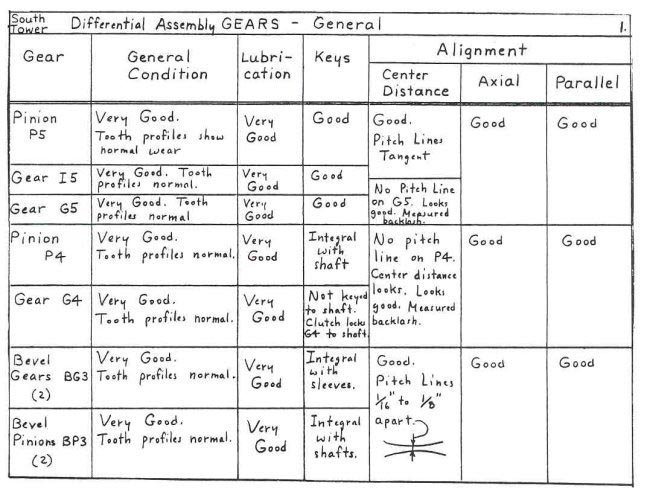 South Tower Differential Assembly GEARS - General 1.
Gear
General
Condition
Lubri-
cation
Keys
Alignment
Center
Distance
Axial
Parallel
Pinion
P5
Very Good.
Tooth profiles show
normal wear
Very
Good
Good
Good.
Pitch Lines
Tangent
Good
Good
Gear I5
Very Good. Tooth
profiles normal.
Very
Good
Good
Gear G5
Very Good. Tooth
profiles normal
Very
Good
Good
No Pitch Line
on G5. Looks
good. Measured
backlash.
Pinion
P4
Very Good.
Tooth profiles normal.
Very
Good
Integral
with
shaft
No pitch
line on P4.
Center distance
looks. Looks
good. Measured
backlash.
Good
Good
Gear G4
Very Good.
Tooth profiles normal.
Very
Good
Not keyed
to shaft.
Clutch locks
G4 to shaft.
Bevel
Gears BG3
(2)
Very Good.
Tooth profiles normal.
Very
Good
Integral
with
sleeves.
Good.
Pitch Lines
1/16" to 1/8"
apart.
Good
Good
Bevel
Pinions BP3
(2)
Very Good.
Tooth profiles normal.
Very
Good
Integral
with
shafts.